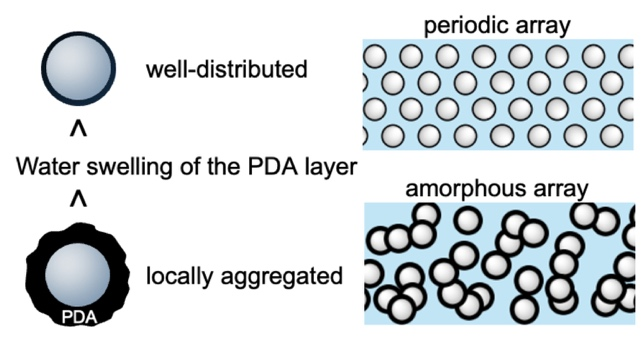 periodic array
well-distributed
<
Water swelling of the PDA layer
<
amorphous array
locally aggregated
PDA